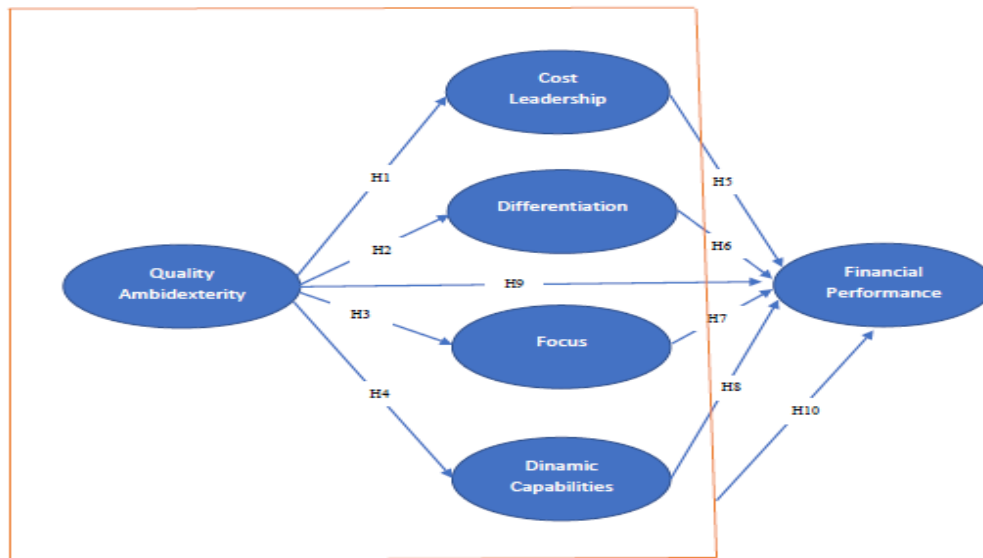 Cost
Leadership
H1
H5
Differentiation
H2
H6
Quality
Ambidexterity
H9
Financial
Performance
H3
H7
Focus
H4
H8
H10
Dinamic
Capabilities